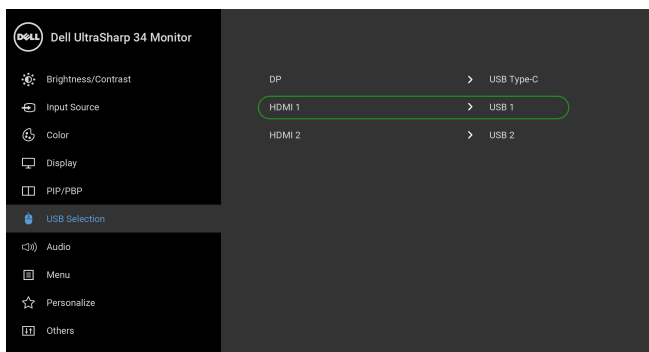 DELL
Dell UltraSharp 34 Monitor
Brightness/Contrast
DP USB Type-C
Input Source
HDMI 1 USB 1
Color
HDMI 2 USB 2
Display
PIP/PBP
USB Selection
Audio
Menu
Personalize
Others